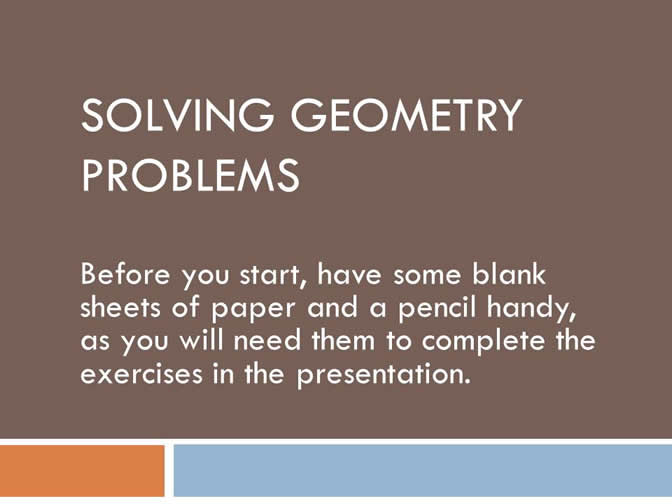 SOLVING GEOMETRY
PROBLEMS
Before you start, have some blank
sheets of paper and a pencil handy,
as you will need them to complete the
exercises in the presentation.